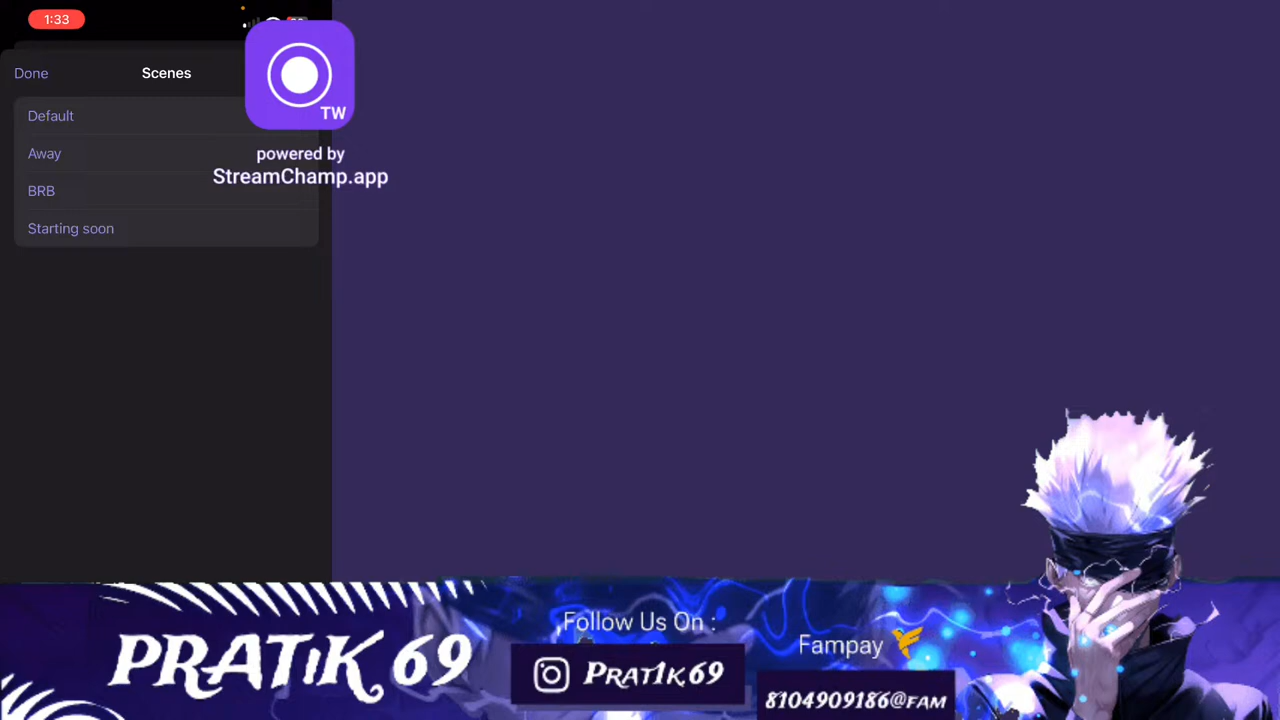 1:33
Done
Scenes
Default
Away
BRB
Starting soon
TW
powered by
StreamChamp.app
PRATIK 69
Follow Us On :
PRAT1K69
Fampay
8104909186@FAM